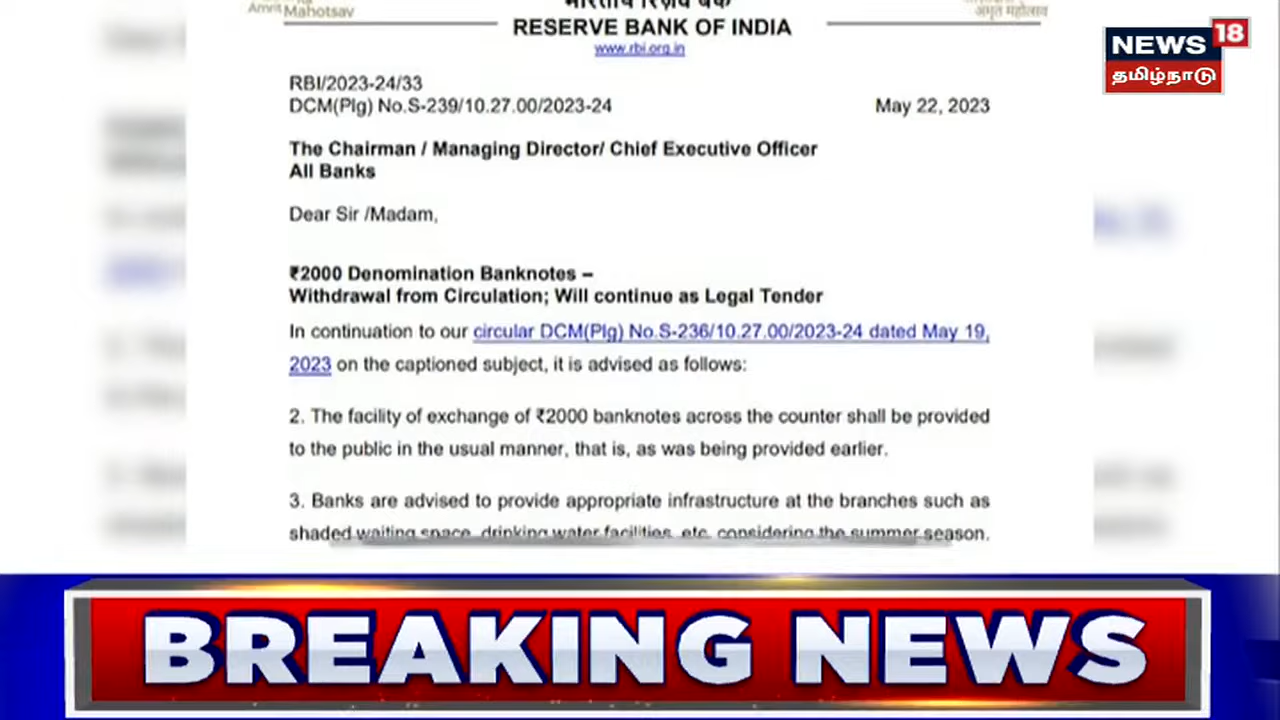 Amrit Mahotsav
अमृत महोत्सव
भारतीय रिज़र्व बैंक
RESERVE BANK OF INDIA
www.rbi.org.in
NEWS 18
தமிழ்நாடு
RBI/2023-24/33
DCM(Plg) No.S-239/10.27.00/2023-24 May 22, 2023
The Chairman / Managing Director/ Chief Executive Officer
All Banks
Dear Sir /Madam,
₹2000 Denomination Banknotes –
Withdrawal from Circulation; Will continue as Legal Tender
In continuation to our circular DCM(Plg) No.S-236/10.27.00/2023-24 dated May 19,
2023 on the captioned subject, it is advised as follows:
2. The facility of exchange of ₹2000 banknotes across the counter shall be provided
to the public in the usual manner, that is, as was being provided earlier.
3. Banks are advised to provide appropriate infrastructure at the branches such as
shaded waiting space, drinking water facilities, etc. considering the summer season.
BREAKING NEWS